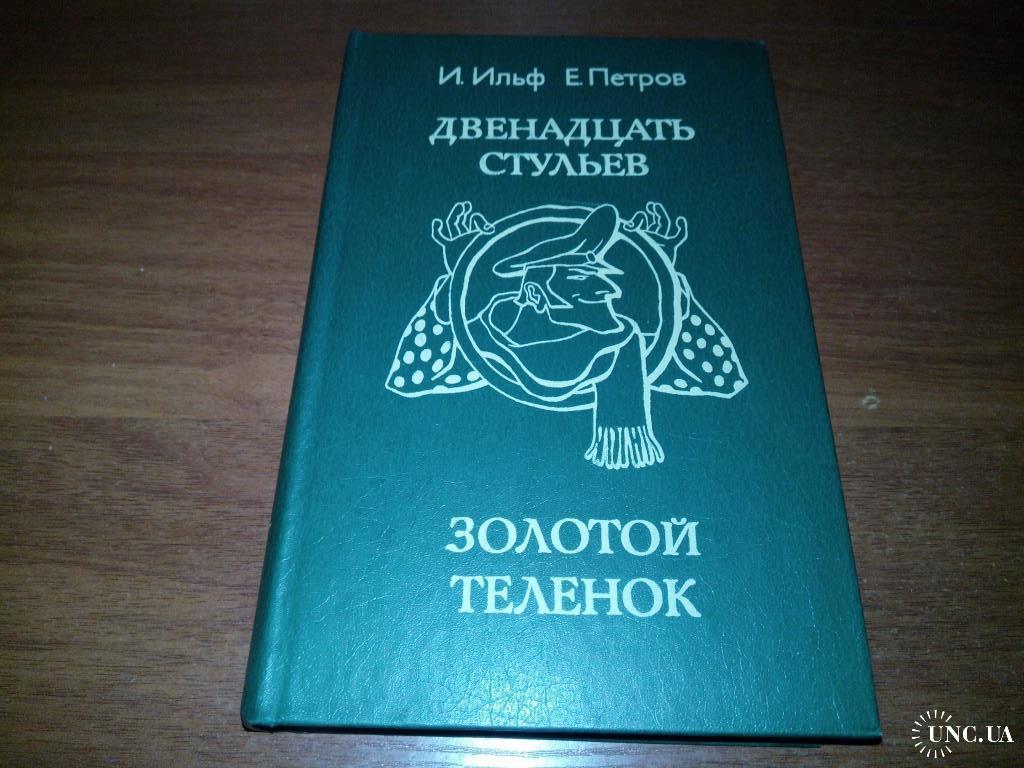 И. Ильф Е. Петров
ДВЕНАДЦАТЬ
СТУЛЬЕВ
ЗОЛОТОЙ
ТЕЛЕНОК
UNC.UA